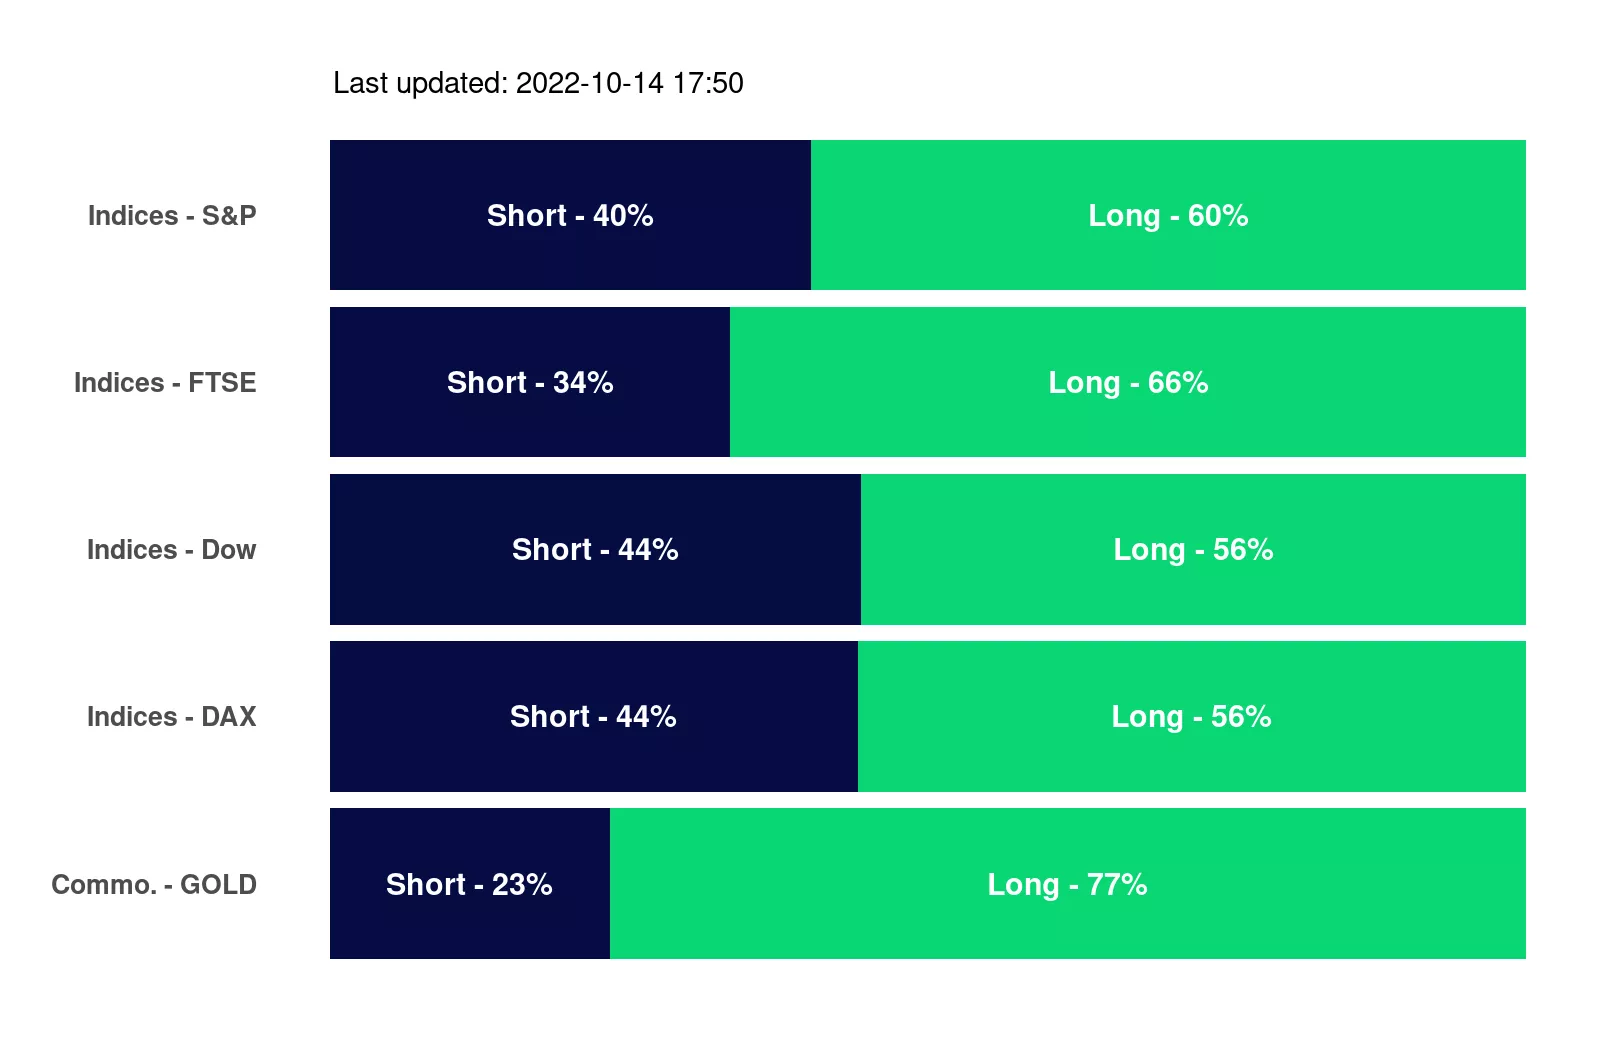 Last updated: 2022-10-14 17:50
Indices - S&P Short - 40% Long - 60%
Indices - FTSE Short - 34% Long - 66%
Indices - Dow Short - 44% Long - 56%
Indices - DAX Short - 44% Long - 56%
Commo. - GOLD Short - 23% Long - 77%